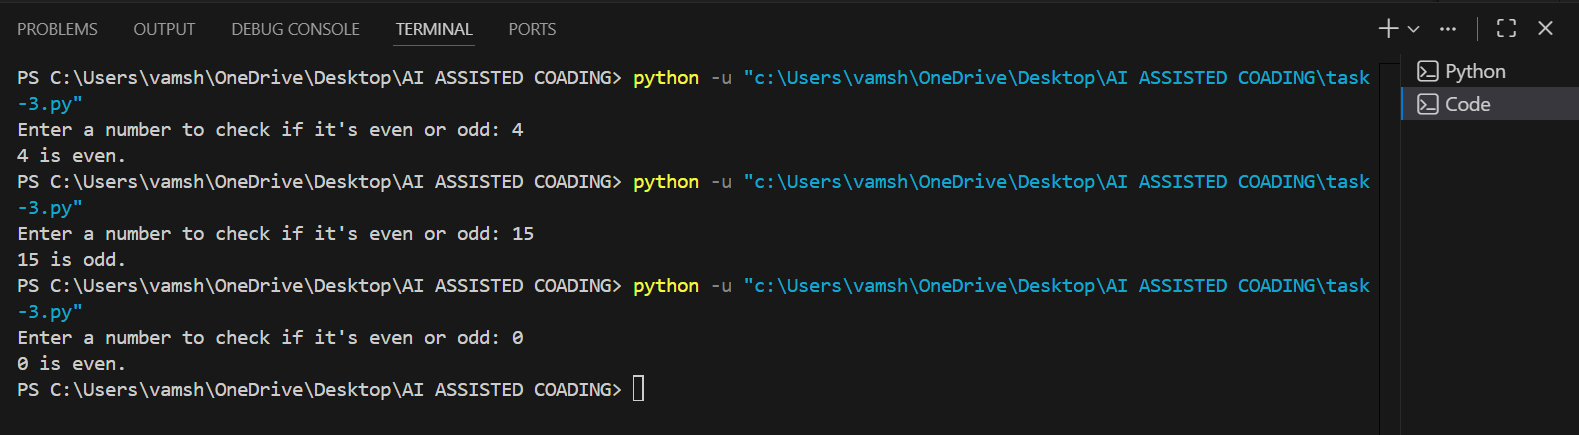 PROBLEMS OUTPUT DEBUG CONSOLE TERMINAL PORTS
PS C:\Users\vamsh\OneDrive\Desktop\AI ASSISTED COADING> python -u "c:\Users\vamsh\OneDrive\Desktop\AI ASSISTED COADING\task
-3.py"
Enter a number to check if it's even or odd: 4
4 is even.
PS C:\Users\vamsh\OneDrive\Desktop\AI ASSISTED COADING> python -u "c:\Users\vamsh\OneDrive\Desktop\AI ASSISTED COADING\task
-3.py"
Enter a number to check if it's even or odd: 15
15 is odd.
PS C:\Users\vamsh\OneDrive\Desktop\AI ASSISTED COADING> python -u "c:\Users\vamsh\OneDrive\Desktop\AI ASSISTED COADING\task
-3.py"
Enter a number to check if it's even or odd: 0
0 is even.
PS C:\Users\vamsh\OneDrive\Desktop\AI ASSISTED COADING>
Python
Code